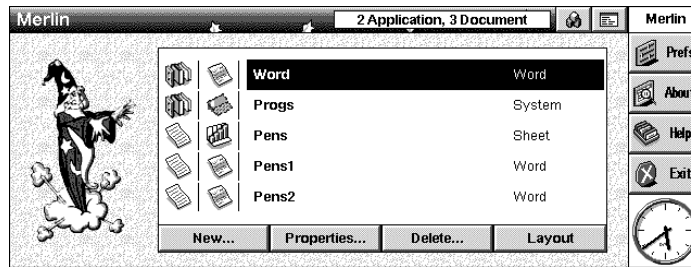 Merlin
2 Application, 3 Document
Merlin
Word Word
Progs System
Pens Sheet
Pens1 Word
Pens2 Word
New... Properties... Delete... Layout
Prefs
About
Help
Exit